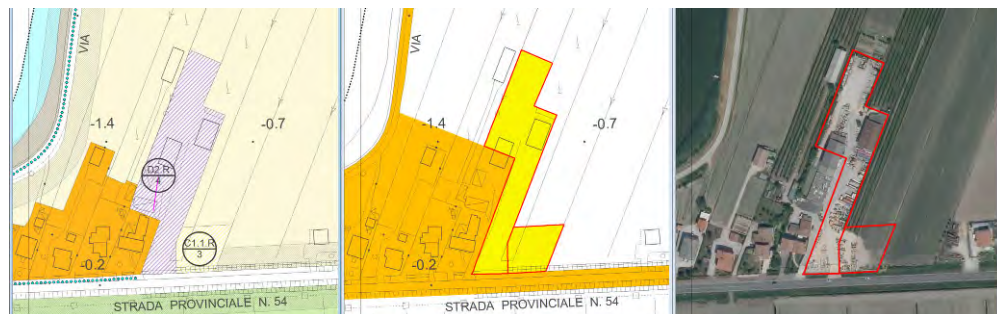 VIA
-1.4
-0.7
D2.R
4
C1.1.R
3
-0.2
STRADA PROVINCIALE N. 54
VIA
-1.4
-0.7
-0.2
STRADA PROVINCIALE N. 54